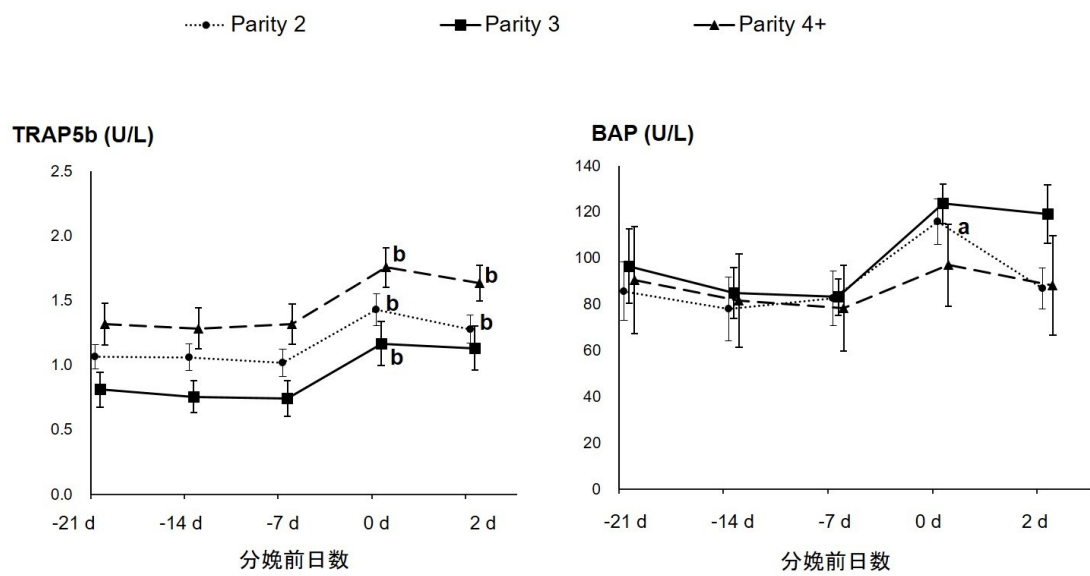 Parity 2 Parity 3 Parity 4+
TRAP5b (U/L)
2.5
2.0
1.5
1.0
0.5
0.0
b
b
b
b
b
-21 d -14 d -7 d 0 d 2 d
分娩前日数
BAP (U/L)
140
120
100
80
60
40
20
0
a
-21 d -14 d -7 d 0 d 2 d
分娩前日数